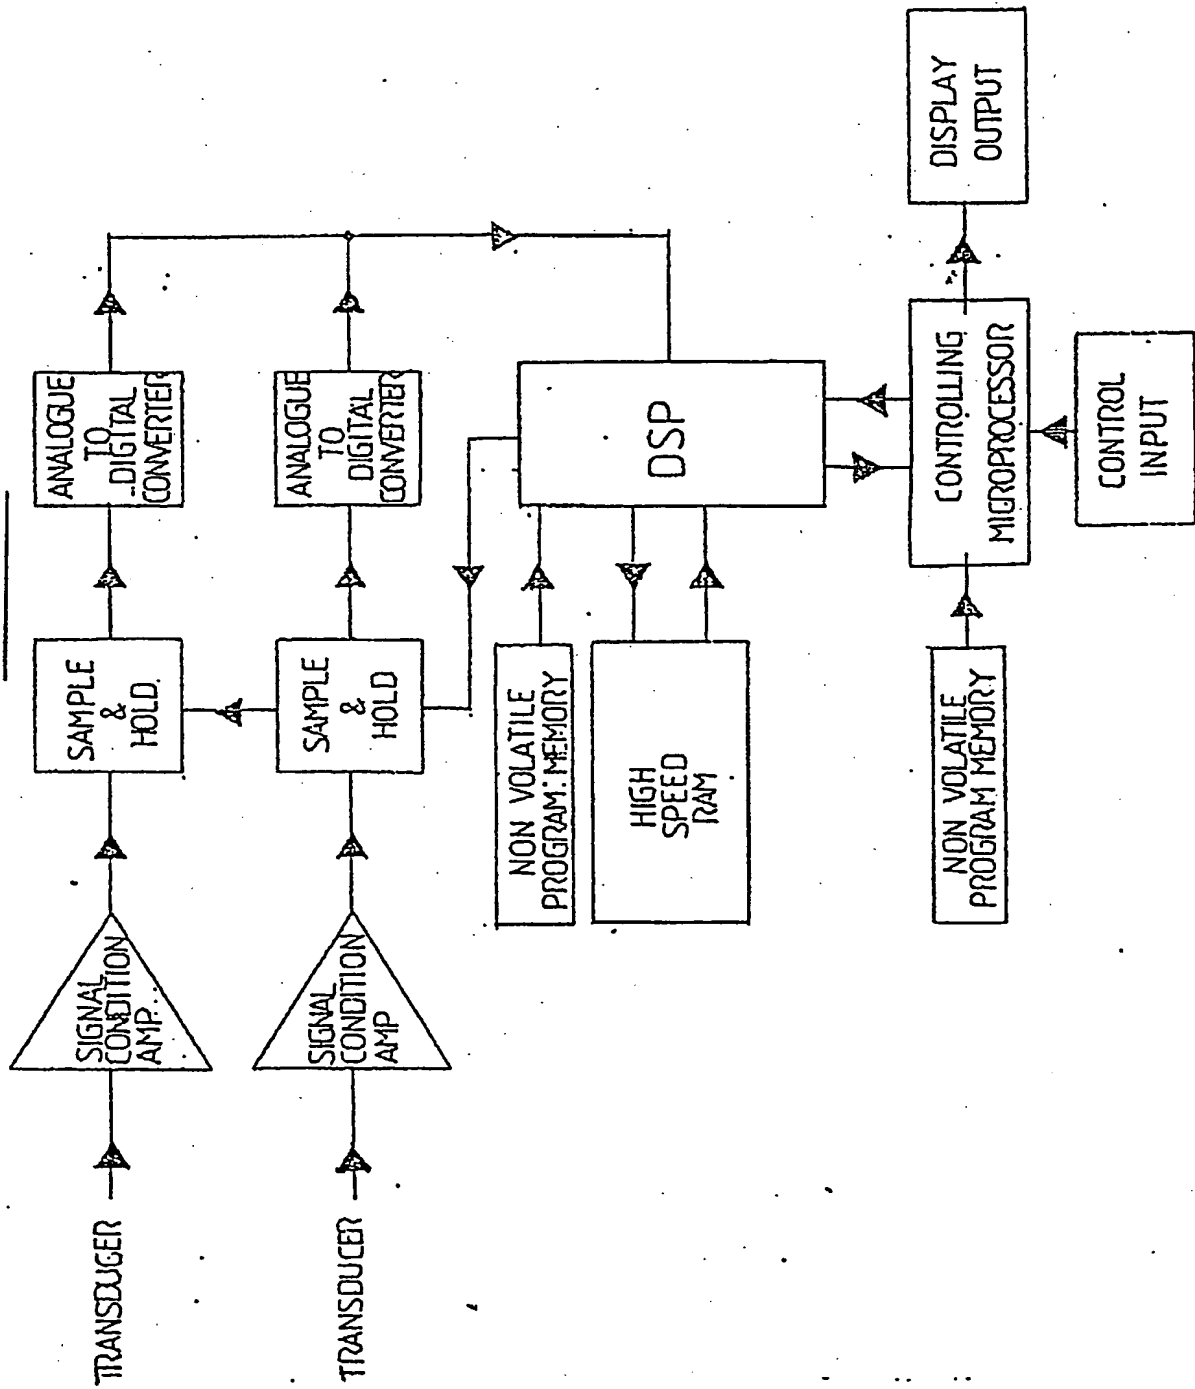 TRANSDUCER
SIGNAL
CONDITION
AMP.
SAMPLE
&
HOLD.
ANALOGUE
TO
DIGITAL
CONVERTER
TRANSDUCER
SIGNAL
CONDITION
AMP
SAMPLE
&
HOLD
ANALOGUE
TO
DIGITAL
CONVERTER
NON VOLATILE
PROGRAM MEMORY
HIGH
SPEED
RAM
DSP
NON VOLATILE
PROGRAM MEMORY
CONTROLLING
MICROPROCESSOR
DISPLAY
OUTPUT
CONTROL
INPUT